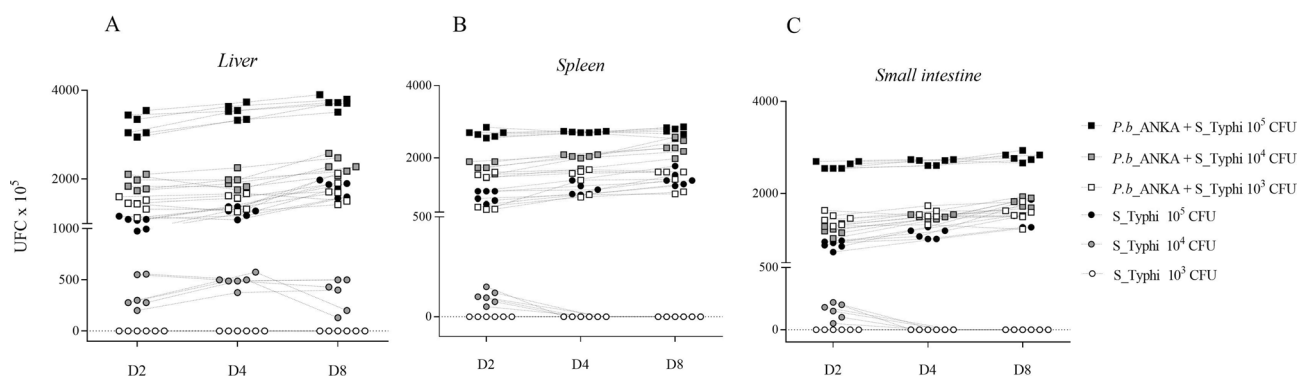 A
B
C
Liver
Spleen
Small intestine
UFC x 10⁵
4000
2000
1000
500
0
D2
D4
D8
4000
2000
500
0
D2
D4
D8
4000
2000
500
0
D2
D4
D8
P.b_ANKA + S_Typhi 10⁵ CFU
P.b_ANKA + S_Typhi 10⁴ CFU
P.b_ANKA + S_Typhi 10³ CFU
S_Typhi 10⁵ CFU
S_Typhi 10⁴ CFU
S_Typhi 10³ CFU